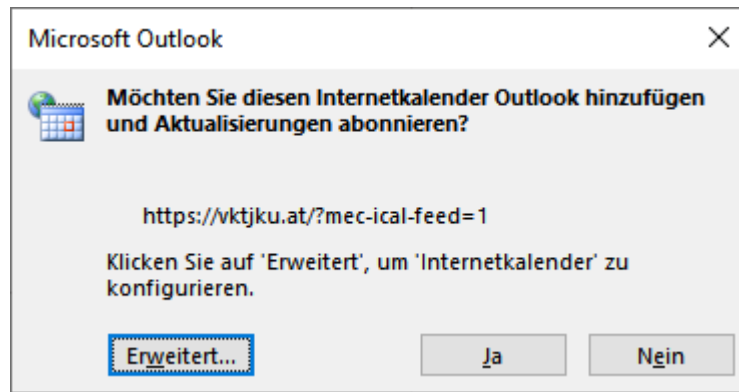 Microsoft Outlook
Möchten Sie diesen Internetkalender Outlook hinzufügen
und Aktualisierungen abonnieren?
https://vktjku.at/?mec-ical-feed=1
Klicken Sie auf 'Erweitert', um 'Internetkalender' zu
konfigurieren.
Erweitert...
Ja
Nein